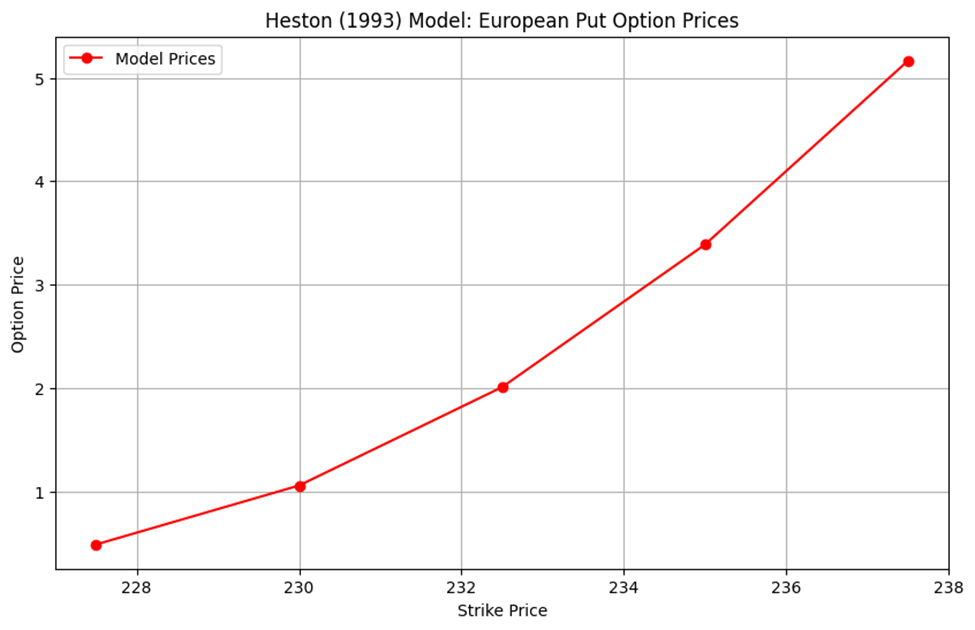 Heston (1993) Model: European Put Option Prices
Model Prices
5
4
3
2
1
Option Price
228 230 232 234 236 238
Strike Price